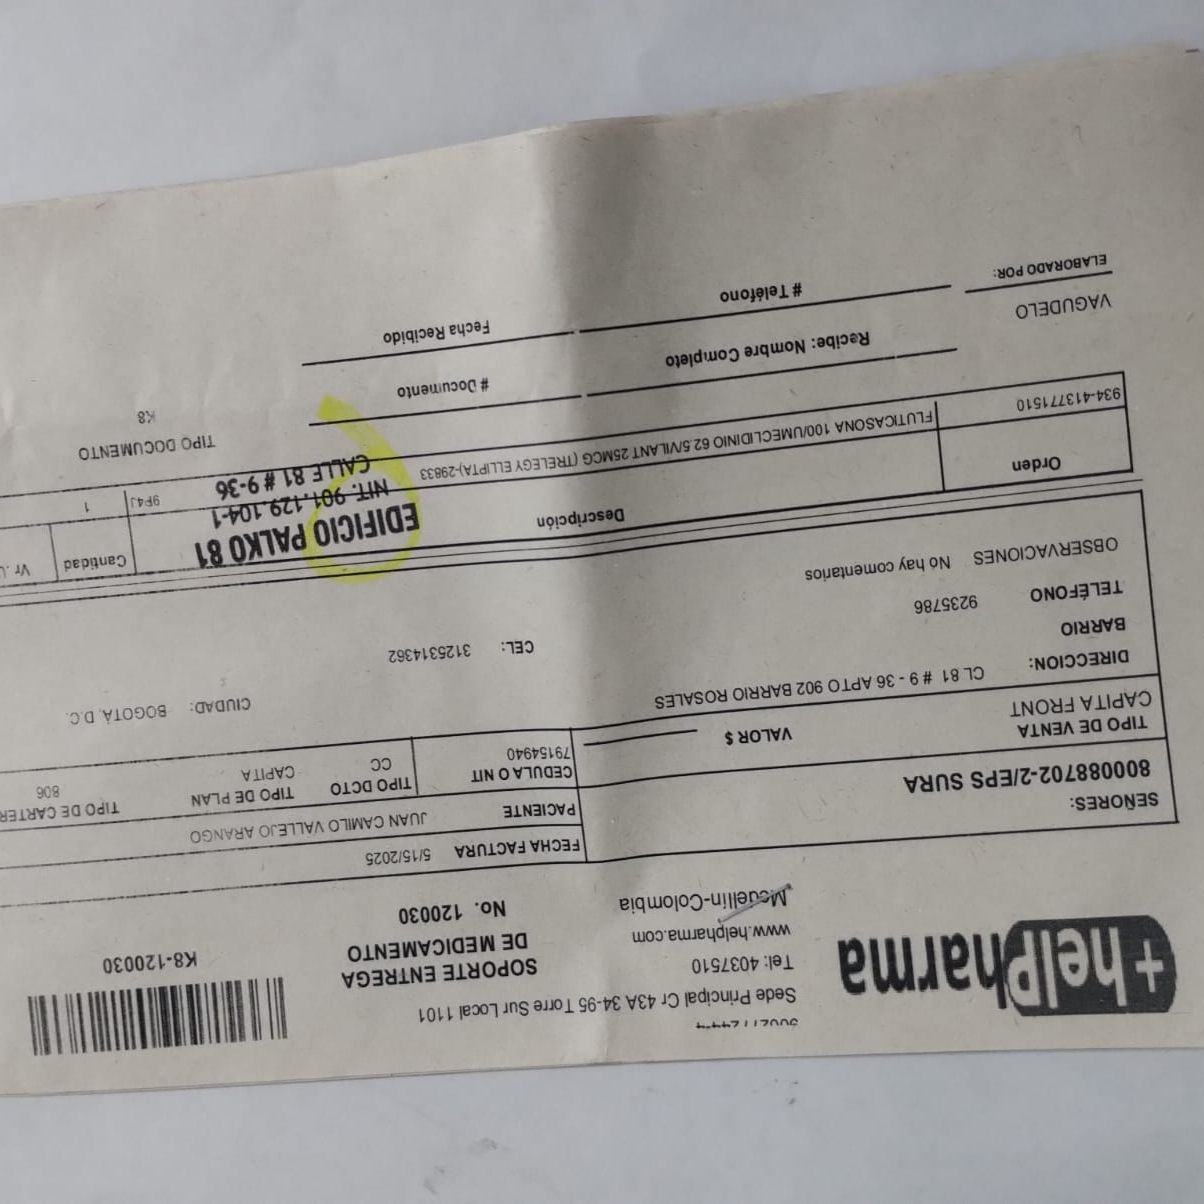 +helPharma
Sede Principal Cr 43A 34-95 Torre Sur Local 1101
Tel: 4037510
www.helpharma.com
Medellín-Colombia
SOPORTE ENTREGA
DE MEDICAMENTO
No. 120030
K8-120030
SEÑORES:
800088702-2/EPS SURA
FECHA FACTURA 5/15/2025
PACIENTE JUAN CAMILO VALLEJO ARANGO
CEDULA O NIT TIPO DCTO TIPO DE PLAN TIPO DE CARTER
79154940 CC CAPITA 806
TIPO DE VENTA VALOR $
CAPITA FRONT
DIRECCION: CL 81 # 9 - 36 APTO 902 BARRIO ROSALES CIUDAD: BOGOTÁ, D.C.
BARRIO
TELÉFONO 9235786 CEL: 3125314362
OBSERVACIONES No hay comentarios
Orden Descripción Cantidad Vr.
934-413771510 FLUTICASONA 100/UMECLIDINIO 62.5/VILANT 25MCG (TRELEGY ELLIPTA)-29833 9P4J 1
EDIFICIO PALKO 81
NIT. 901.129.104-1
CALLE 81 # 9-36
TIPO DOCUMENTO
K8
Recibe: Nombre Completo # Documento
VAGUDELO
ELABORADO POR: # Teléfono Fecha Recibido